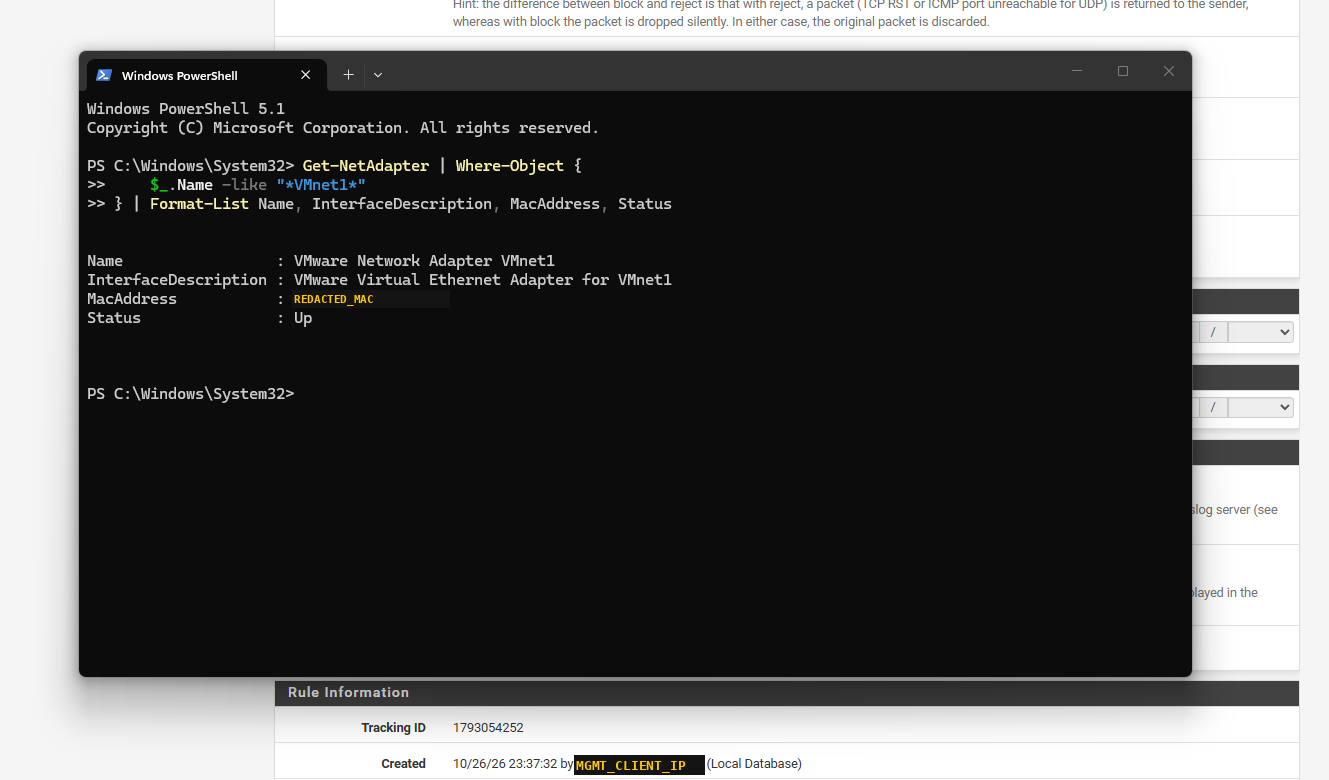 Hint: the difference between block and reject is that with reject, a packet (TCP RST or ICMP port unreachable for UDP) is returned to the sender,
whereas with block the packet is dropped silently. In either case, the original packet is discarded.
Windows PowerShell
Windows PowerShell 5.1
Copyright (C) Microsoft Corporation. All rights reserved.
PS C:\Windows\System32> Get-NetAdapter | Where-Object {
>>     $_.Name -like "*VMnet1*"
>> } | Format-List Name, InterfaceDescription, MacAddress, Status
Name                 : VMware Network Adapter VMnet1
InterfaceDescription : VMware Virtual Ethernet Adapter for VMnet1
MacAddress           : REDACTED_MAC
Status               : Up
/
PS C:\Windows\System32>
/
slog server (see
played in the
Rule Information
Tracking ID 1793054252
Created 10/26/26 23:37:32 by MGMT_CLIENT_IP (Local Database)